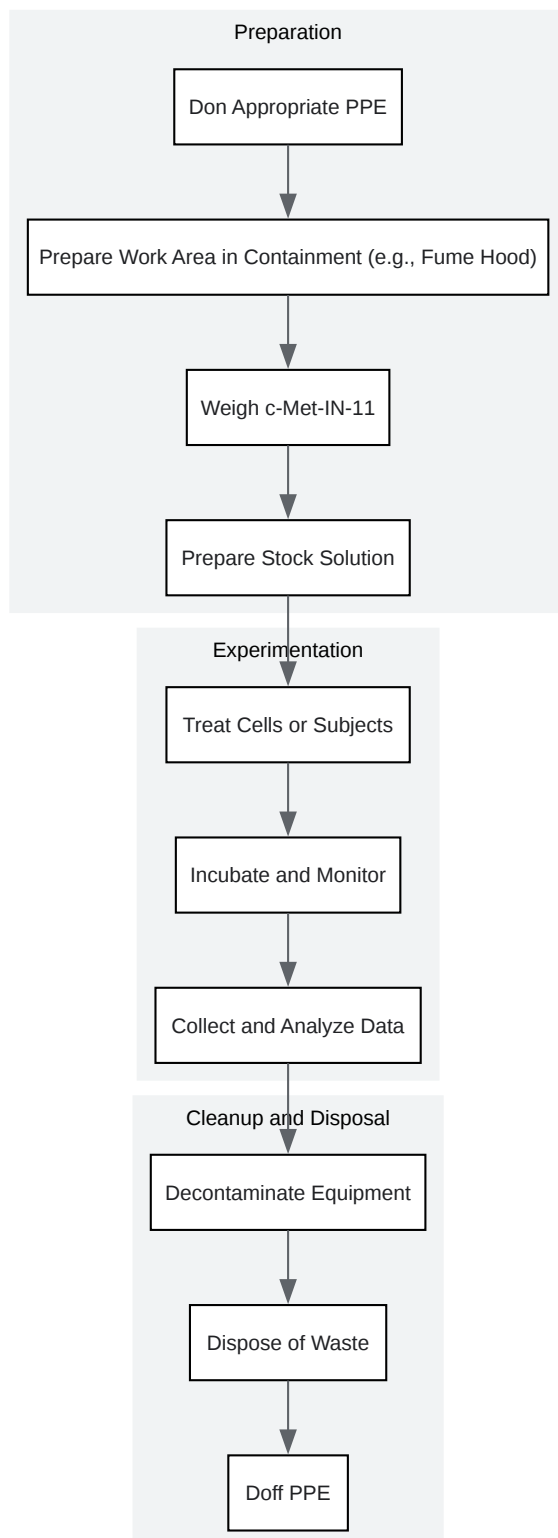 Preparation
Don Appropriate PPE
Prepare Work Area in Containment (e.g., Fume Hood)
Weigh c-Met-IN-11
Prepare Stock Solution
Experimentation
Treat Cells or Subjects
Incubate and Monitor
Collect and Analyze Data
Cleanup and Disposal
Decontaminate Equipment
Dispose of Waste
Doff PPE